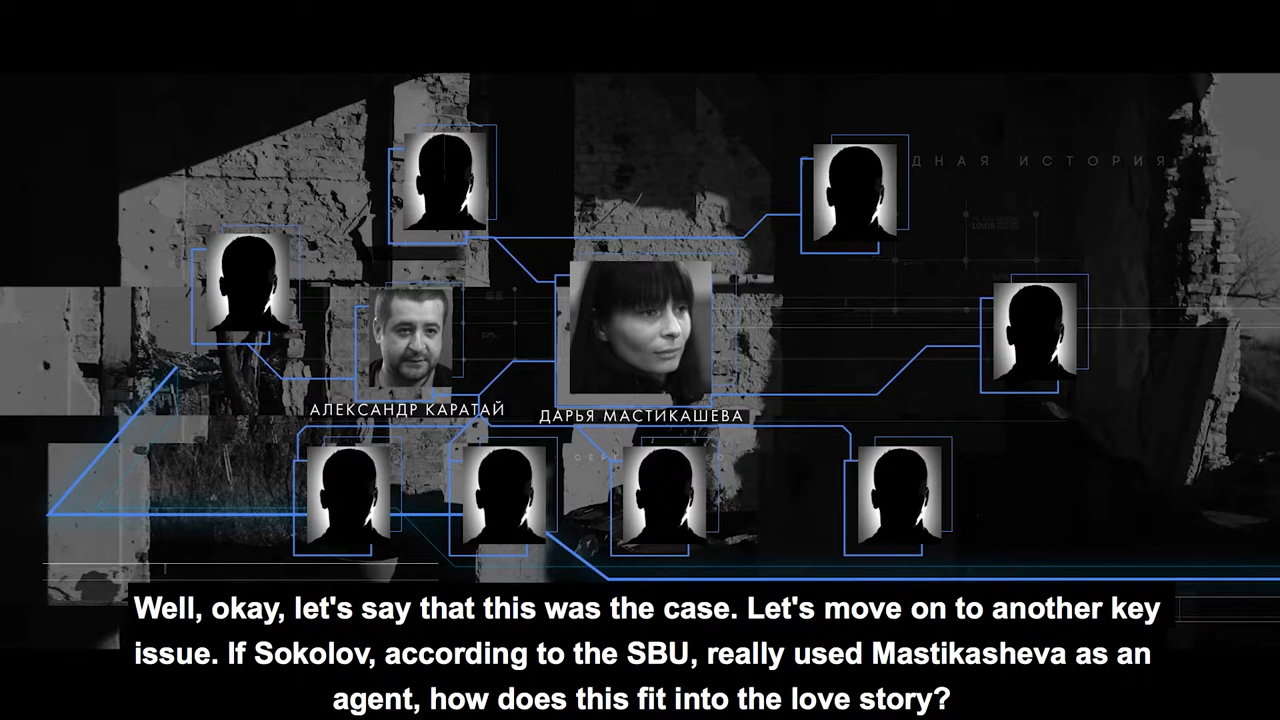 ДНАЯ ИСТОРИЯ
АЛЕКСАНДР КАРАТАЙ
ДАРЬЯ МАСТИКАШЕВА
Well, okay, let's say that this was the case. Let's move on to another key
issue. If Sokolov, according to the SBU, really used Mastikasheva as an
agent, how does this fit into the love story?